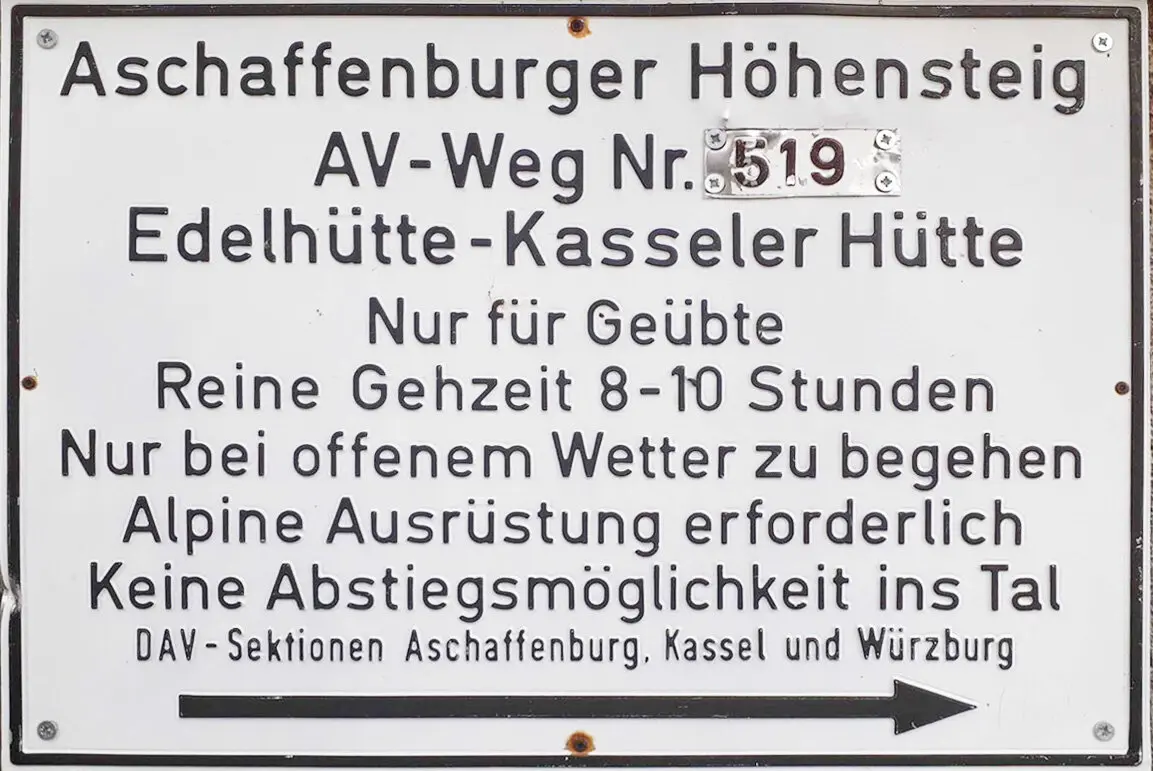 Aschaffenburger Höhensteig
AV-Weg Nr. 519
Edelhütte-Kasseler Hütte
Nur für Geübte
Reine Gehzeit 8-10 Stunden
Nur bei offenem Wetter zu begehen
Alpine Ausrüstung erforderlich
Keine Abstiegsmöglichkeit ins Tal
DAV-Sektionen Aschaffenburg, Kassel und Würzburg